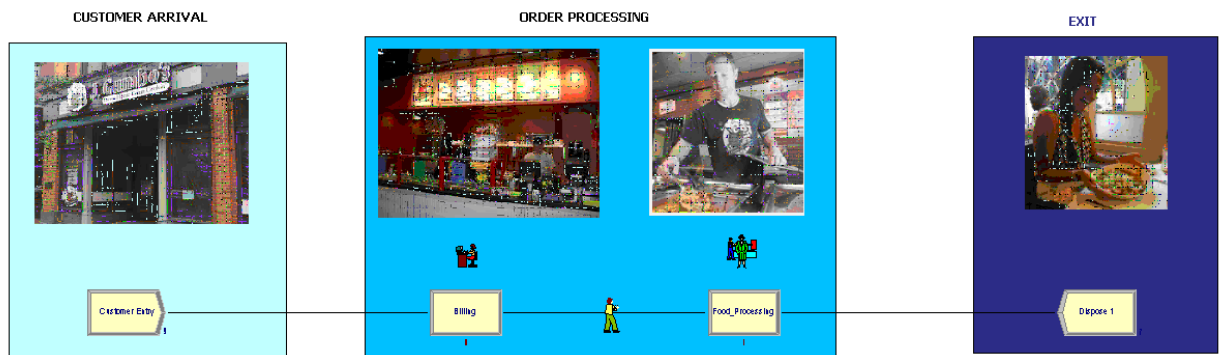 CUSTOMER ARRIVAL
ORDER PROCESSING
EXIT
Customer Entry
Billing
Food_Processing
Dispose 1